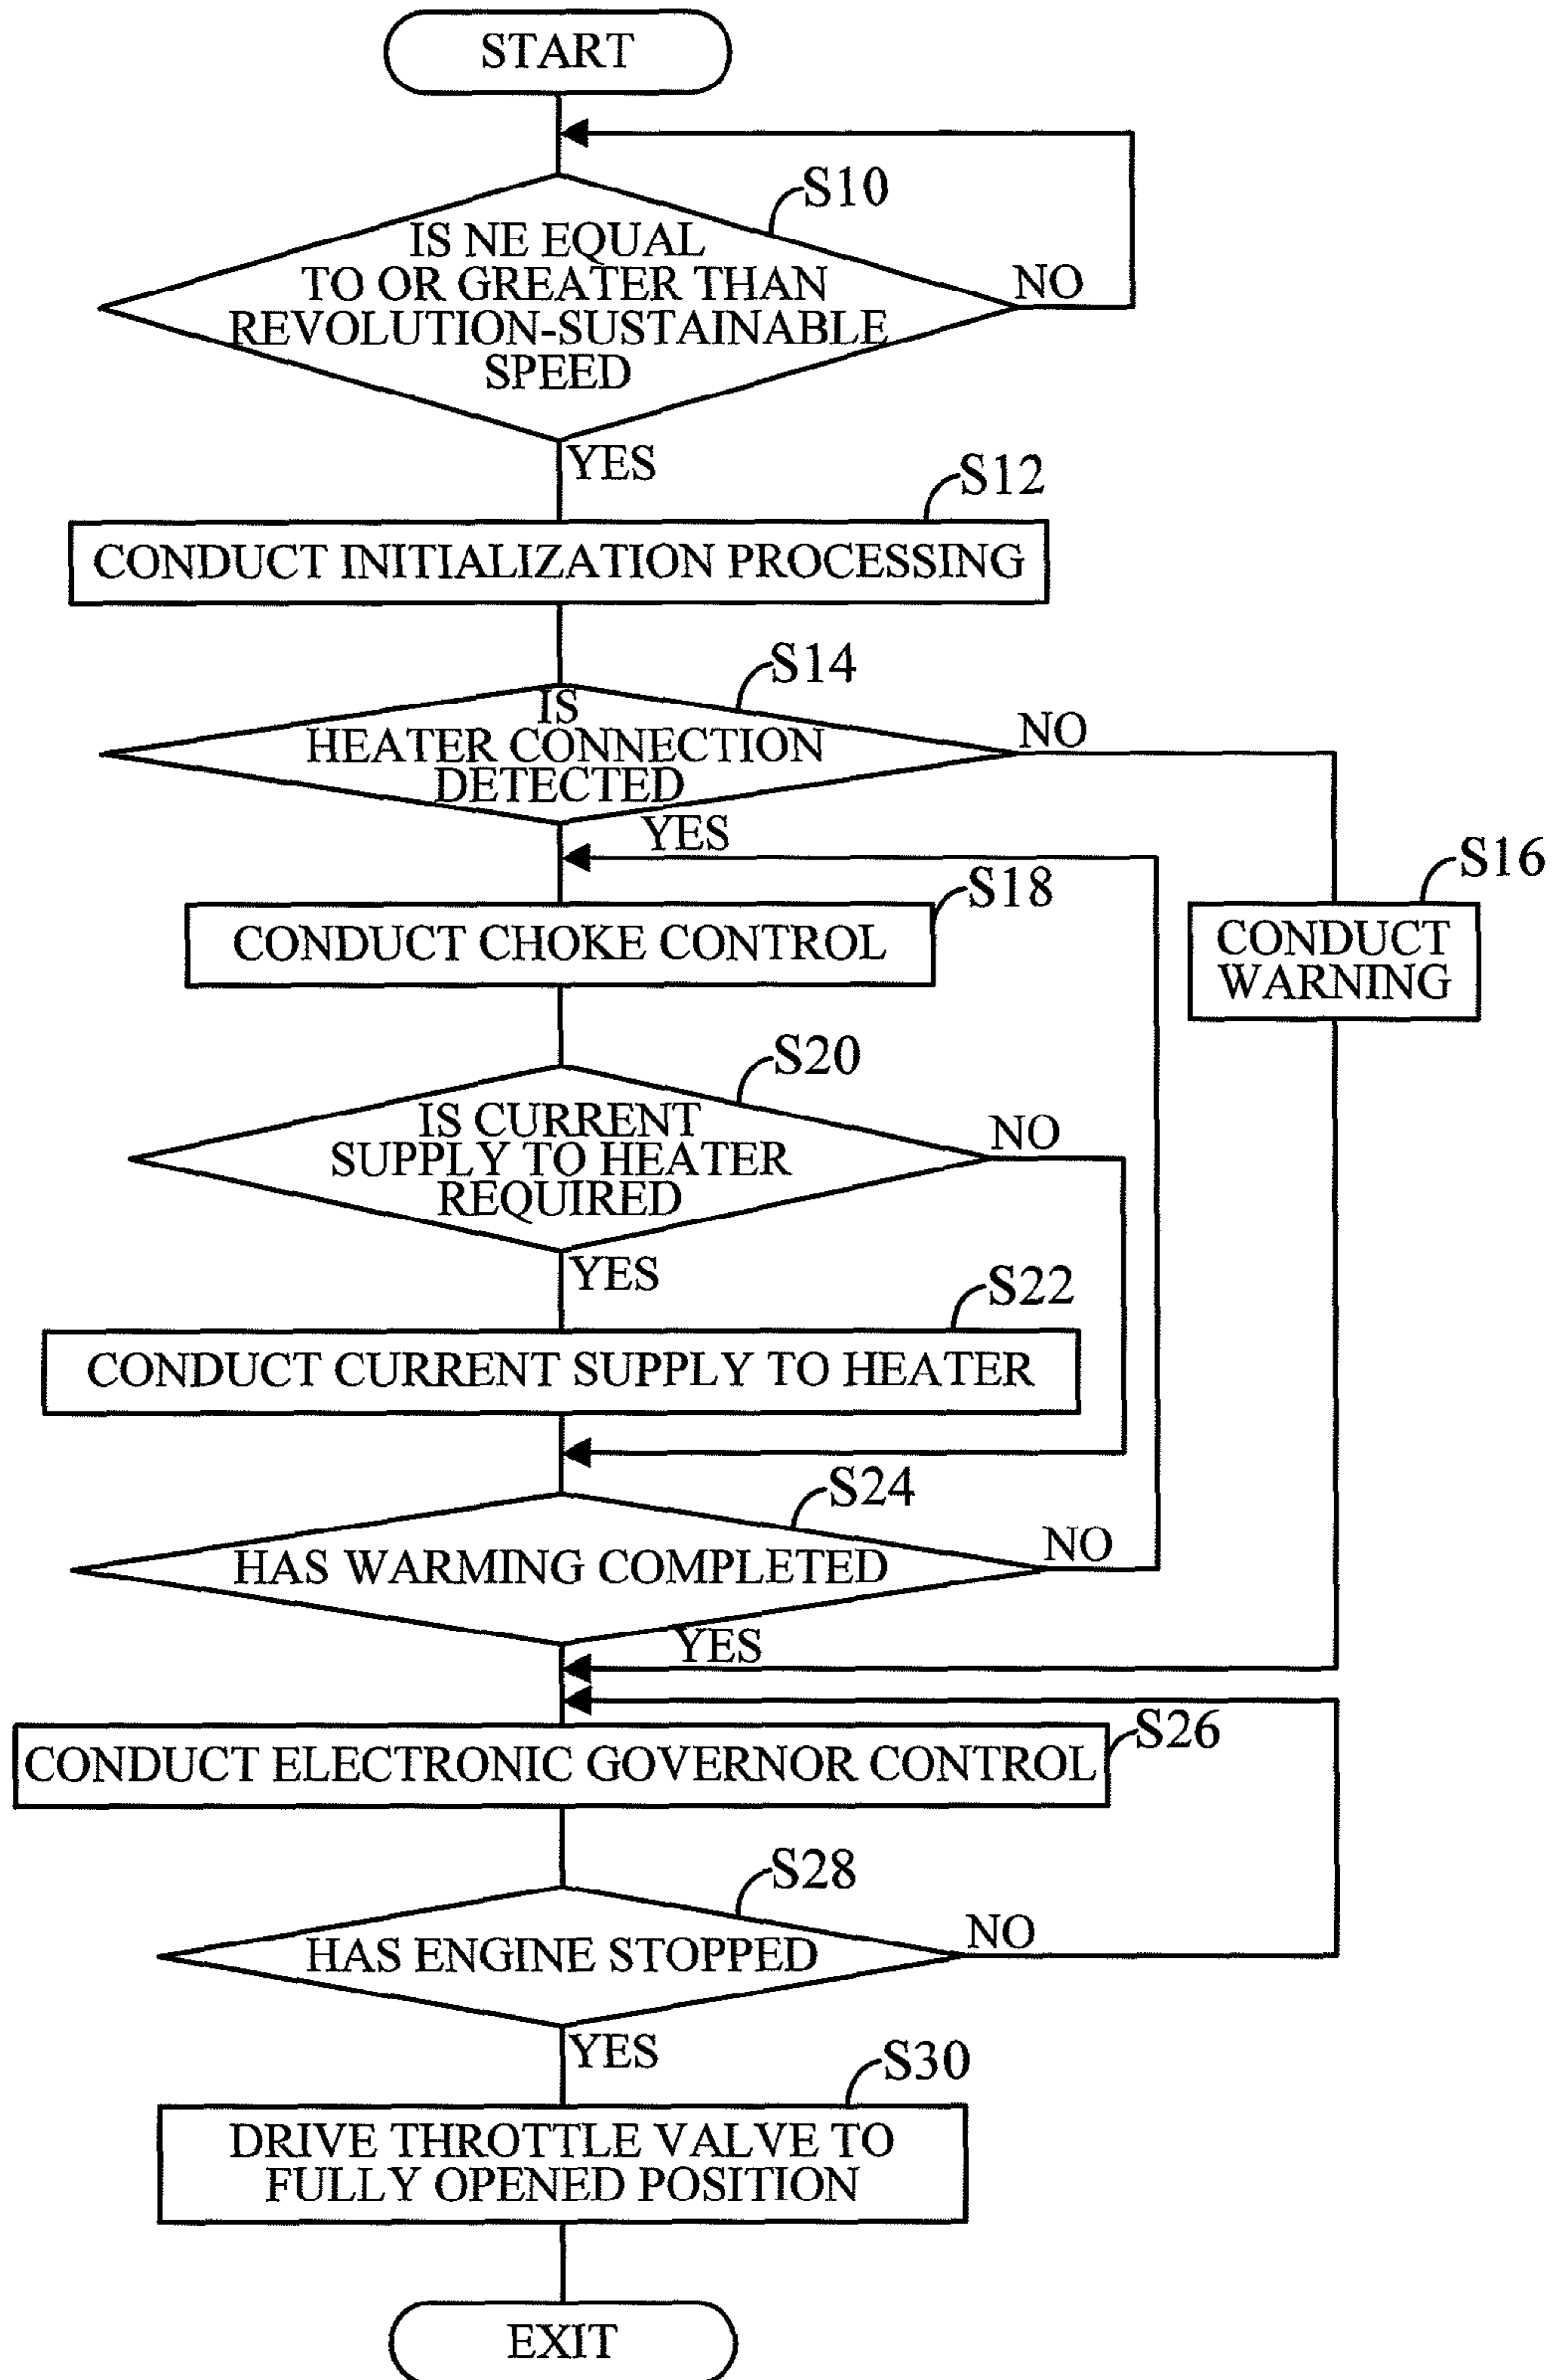 START
S10
IS NE EQUAL
TO OR GREATER THAN
REVOLUTION-SUSTAINABLE
SPEED
NO
YES
S12
CONDUCT INITIALIZATION PROCESSING
S14
IS
HEATER CONNECTION
DETECTED
NO
YES
S16
CONDUCT
WARNING
S18
CONDUCT CHOKE CONTROL
S20
IS CURRENT
SUPPLY TO HEATER
REQUIRED
NO
YES
S22
CONDUCT CURRENT SUPPLY TO HEATER
S24
HAS WARMING COMPLETED
NO
YES
S26
CONDUCT ELECTRONIC GOVERNOR CONTROL
S28
HAS ENGINE STOPPED
NO
YES
S30
DRIVE THROTTLE VALVE TO
FULLY OPENED POSITION
EXIT